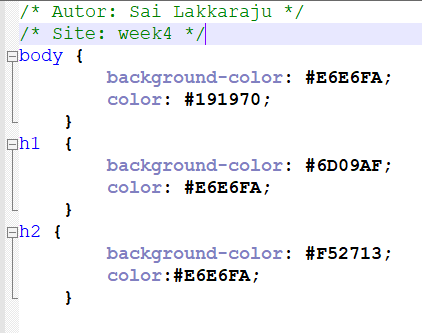 /* Autor: Sai Lakkaraju */
/* Site: week4 */
body {
background-color: #E6E6FA;
color: #191970;
}
h1  {
background-color: #6D09AF;
color: #E6E6FA;
}
h2 {
background-color: #F52713;
color:#E6E6FA;
}